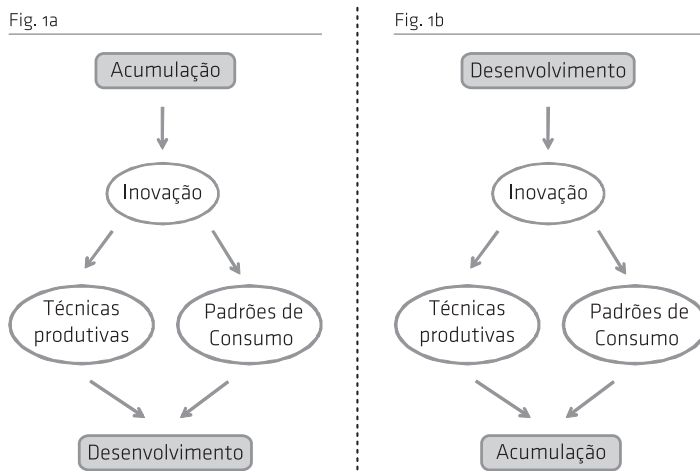 Fig. 1a
Acumulação
Inovação
Técnicas
produtivas
Padrões de
Consumo
Desenvolvimento
Fig. 1b
Desenvolvimento
Inovação
Técnicas
produtivas
Padrões de
Consumo
Acumulação